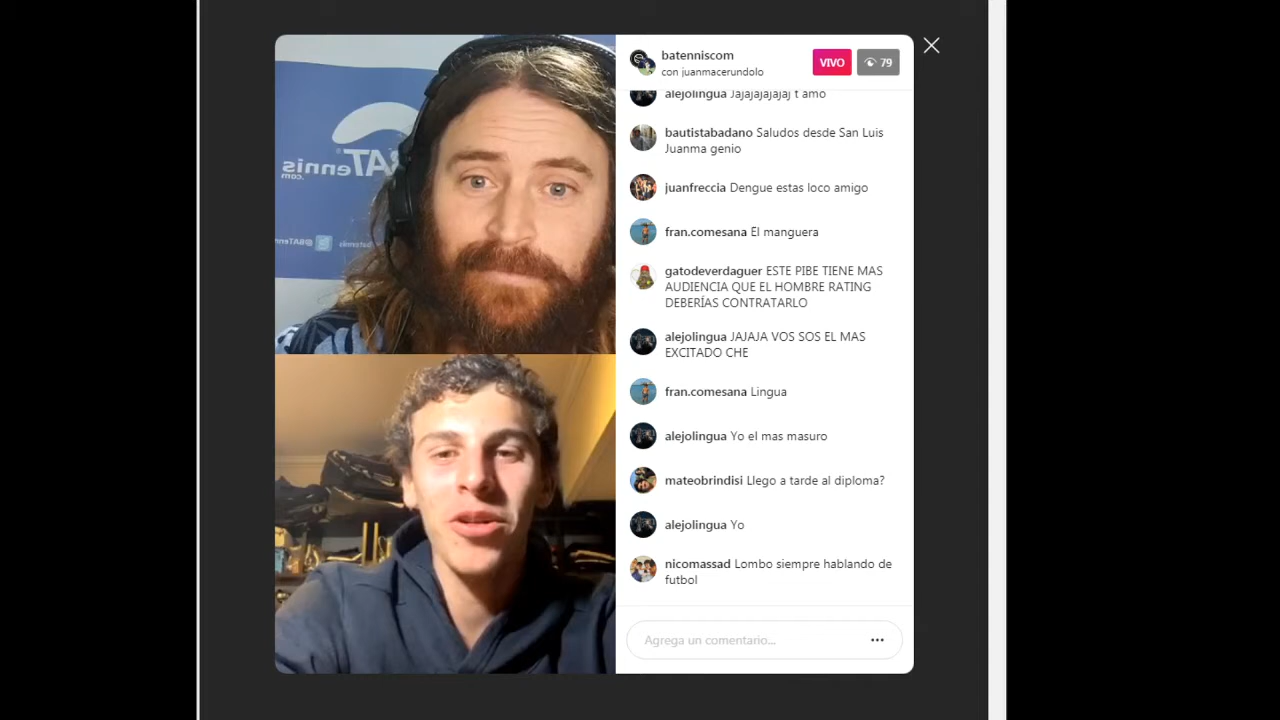 batenniscom
con juanmacerundolo
VIVO
79
alejolingua Jajajajajajaj t amo
bautistabadano Saludos desde San Luis
Juanma genio
juanfreccia Dengue estas loco amigo
fran.comesana El manguera
gatodeverdaguer ESTE PIBE TIENE MAS
AUDIENCIA QUE EL HOMBRE RATING
DEBERÍAS CONTRATARLO
alejolingua JAJAJA VOS SOS EL MAS
EXCITADO CHE
fran.comesana Lingua
alejolingua Yo el mas masuro
mateobrindisi Llego a tarde al diploma?
alejolingua Yo
nicomassad Lombo siempre hablando de
futbol
Agrega un comentario...
BATennis
.com